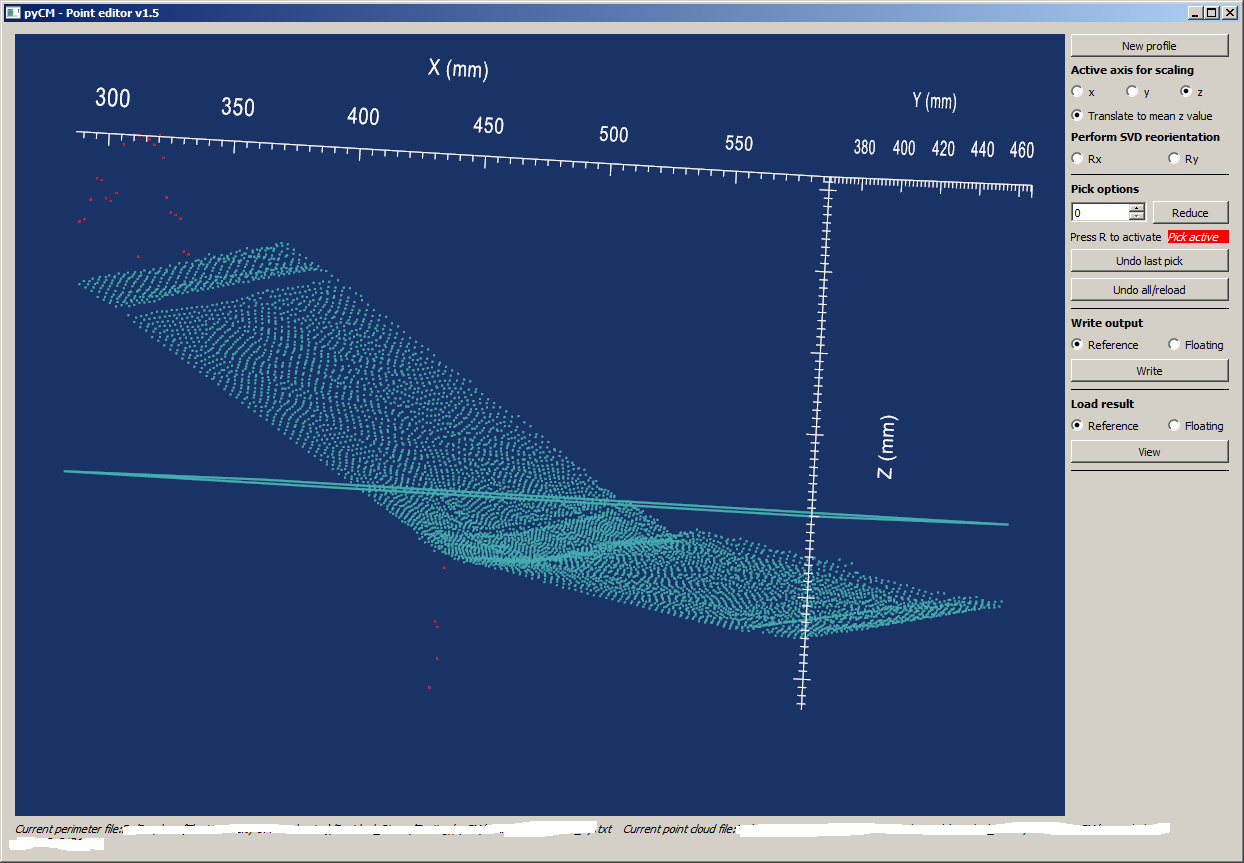 pyCM - Point editor v1.5
New profile
Active axis for scaling
x y z
Translate to mean z value
Perform SVD reorientation
Rx Ry
Pick options
0 Reduce
Press R to activate Pick active
Undo last pick
Undo all/reload
Write output
Reference Floating
Write
Load result
Reference Floating
View
X (mm)
300 350 400 450 500 550
Y (mm)
380 400 420 440 460
Z (mm)
Current perimeter file: .txt Current point cloud file: